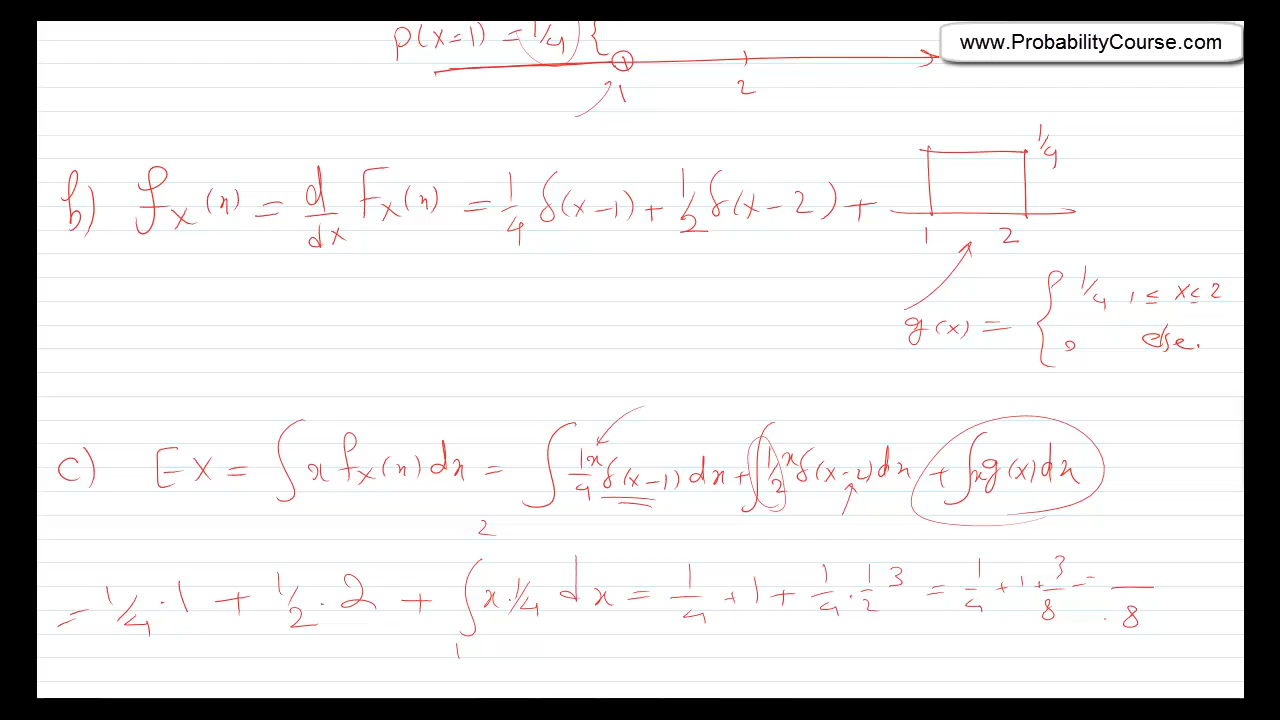 www.ProbabilityCourse.com
P(X=1) = 1/4 {
1 2
b) f_X(x) = d/dx F_X(x) = 1/4 δ(x-1) + 1/2 δ(x-2) +
1/4
1 2
g(x) = { 1/4 1 ≤ x ≤ 2
0 else.
c) EX = ∫ x f_X(x) dx = ∫ 1/4 x δ(x-1) dx + ∫ 1/2 x δ(x-2) dx + ∫ x g(x) dx
= 1/4 · 1 + 1/2 · 2 + ∫_1^2 x · 1/4 dx = 1/4 + 1 + 1/4 · 1/2 3 = 1/4 + 1 + 3/8 = /8